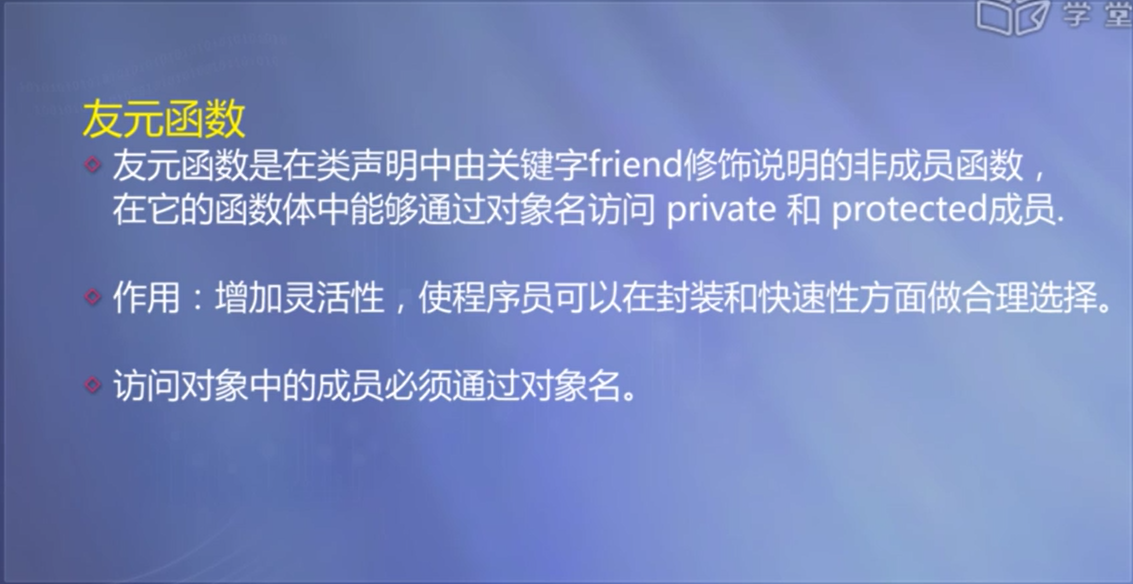 学堂
友元函数
友元函数是在类声明中由关键字friend修饰说明的非成员函数，
在它的函数体中能够通过对象名访问 private 和 protected成员.
作用：增加灵活性，使程序员可以在封装和快速性方面做合理选择。
访问对象中的成员必须通过对象名。